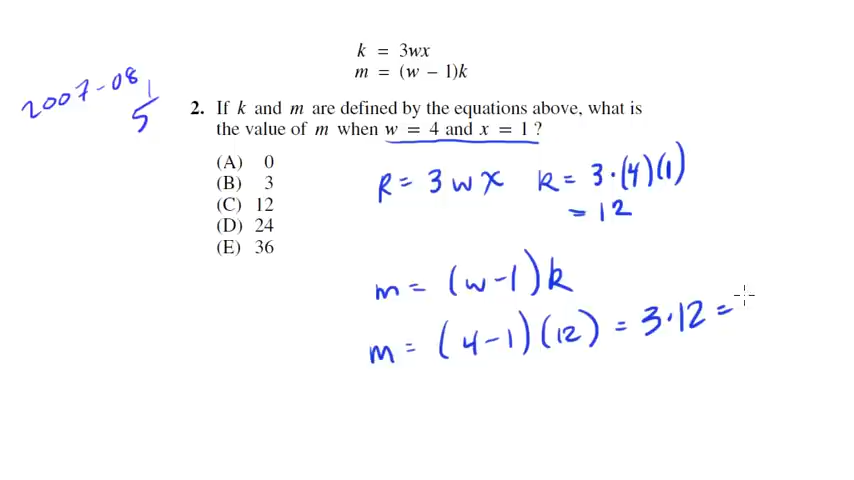 k = 3wx
m = (w − 1)k
2007-08 1/5
2. If k and m are defined by the equations above, what is
the value of m when w = 4 and x = 1 ?
(A) 0
(B) 3
(C) 12
(D) 24
(E) 36
k = 3 w x
k = 3 · (4)(1)
= 12
m = (w - 1) k
m = (4 - 1)(12) = 3 · 12 =